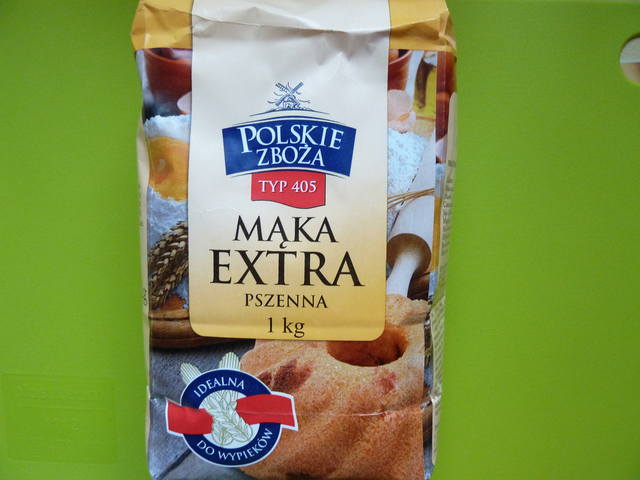 POLSKIE
ZBOŻA
TYP 405
MĄKA
EXTRA
PSZENNA
1 kg
IDEALNA
DO WYPIEKÓW